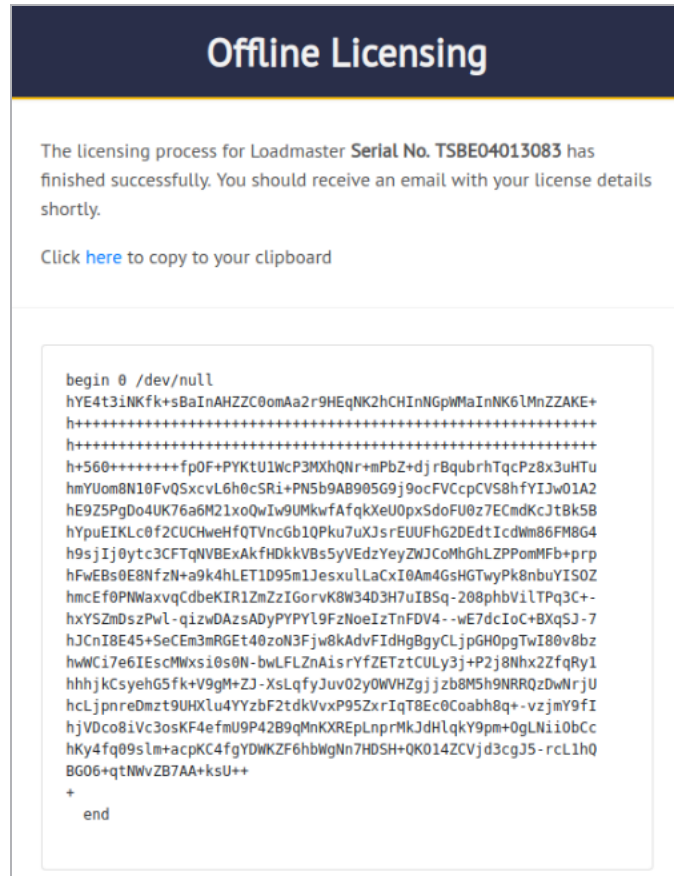 Offline Licensing
The licensing process for Loadmaster Serial No. TSBE04013083 has
finished successfully. You should receive an email with your license details
shortly.
Click here to copy to your clipboard
begin 0 /dev/null
hYE4t3iNKfk+sBaInAHZZC0omAa2r9HEqNK2hCHInNGpWMaInNK6lMnZZAKE+
h++++++++++++++++++++++++++++++++++++++++++++++++++++++++++++
h++++++++++++++++++++++++++++++++++++++++++++++++++++++++++++
h+560++++++++fpOF+PYKtU1WcP3MXhQNr+mPbZ+djrBqubrhTqcPz8x3uHTu
hmYUom8N10FvQSxcvL6h0cSRi+PN5b9AB905G9j9ocFVCcpCVS8hfYIJwO1A2
hE9Z5PgDo4UK76a6M21xoQwIw9UMkwfAfqkXeUOpxSdoFU0z7ECmdKcJtBk5B
hYpuEIKLc0f2CUCHweHfQTVncGb1QPku7uXJsrEUUFhG2DEdtIcdWm86FM8G4
h9sjIj0ytc3CFTqNVBExAkfHDkkVBs5yVEdzYeyZWJCoMhGhLZPPomMFb+prp
hFwEBs0E8NfzN+a9k4hLET1D95m1JesxulLaCxI0Am4GsHGTwyPk8nbuYISOZ
hmcEf0PNWaxvqCdbeKIR1ZmZzIGorvK8W34D3H7uIBSq-208phbVilTPq3C+-
hxYSZmDszPwl-qizwDAzsADyPYPYl9FzNoeIzTnFDV4--wE7dcIoC+BXqSJ-7
hJCnI8E45+SeCEm3mRGEt40zoN3Fjw8kAdvFIdHgBgyCLjpGHOpgTwI80v8bz
hwWCi7e6IEscMWxsi0s0N-bwLFLZnAisrYfZETztCULy3j+P2j8Nhx2ZfqRy1
hhhjkCsyehG5fk+V9gM+ZJ-XsLqfyJuvO2yOWVHZgjjzb8M5h9NRRQzDwNrjU
hcLjpnreDmzt9UHXlu4YYzbF2tdkVvxP95ZxrIqT8Ec0Coabh8q+-vzjmY9fI
hjVDco8iVc3osKF4efmU9P42B9qMnKXREpLnprMkJdHlqkY9pm+OgLNiiObCc
hKy4fq09slm+acpKC4fgYDWKZF6hbWgNn7HDSH+QKO14ZCVjd3cgJ5-rcL1hQ
BGO6+qtNWvZB7AA+ksU++
+
end